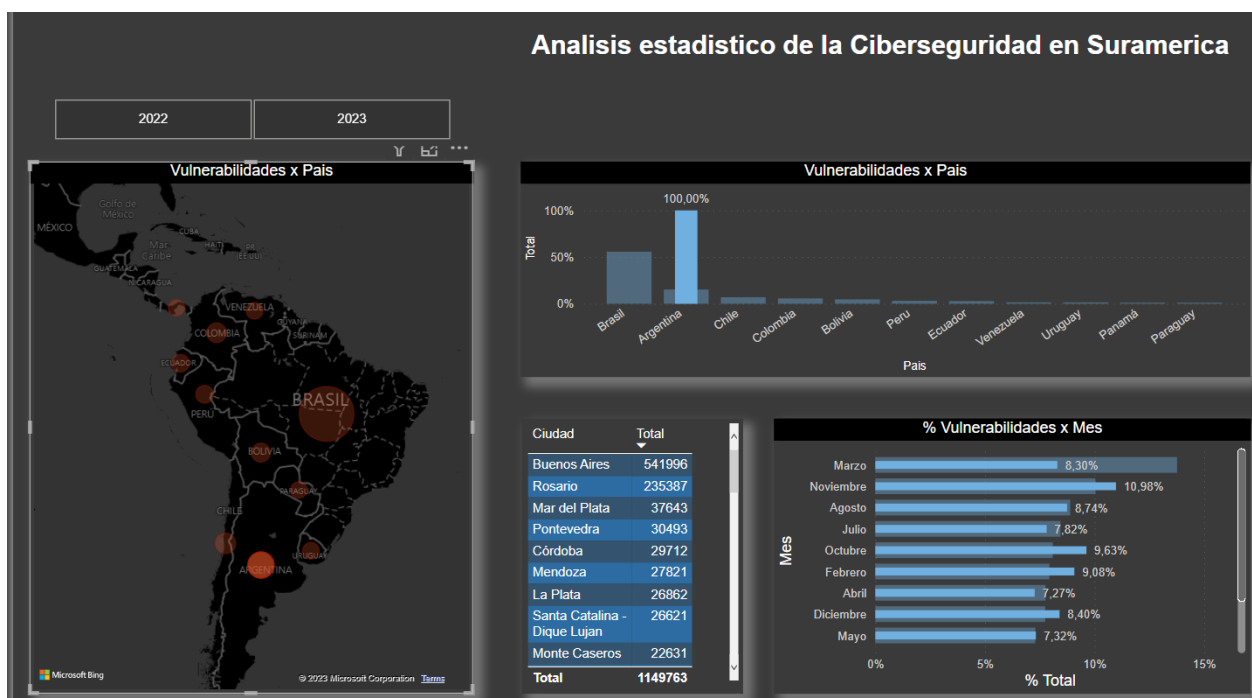 Analisis estadistico de la Ciberseguridad en Suramerica
2022
2023
Vulnerabilidades x Pais
Golfo de
México
MÉXICO
CUBA
HAITÍ
PR
(EE.UU.)
Mar
Caribe
GUATEMALA
NICARAGUA
VENEZUELA
GUYANA
SURINAM
COLOMBIA
ECUADOR
BRASIL
PERÚ
BOLIVIA
PARAGUAY
CHILE
URUGUAY
ARGENTINA
Microsoft Bing
© 2023 Microsoft Corporation Terms
Vulnerabilidades x Pais
100,00%
100%
50%
0%
Total
Brasil
Argentina
Chile
Colombia
Bolivia
Peru
Ecuador
Venezuela
Uruguay
Panamá
Paraguay
Pais
Ciudad Total
Buenos Aires 541996
Rosario 235387
Mar del Plata 37643
Pontevedra 30493
Córdoba 29712
Mendoza 27821
La Plata 26862
Santa Catalina - 26621
Dique Lujan
Monte Caseros 22631
Total 1149763
% Vulnerabilidades x Mes
Mes
Marzo 8,30%
Noviembre 10,98%
Agosto 8,74%
Julio 7,82%
Octubre 9,63%
Febrero 9,08%
Abril 7,27%
Diciembre 8,40%
Mayo 7,32%
0% 5% 10% 15%
% Total